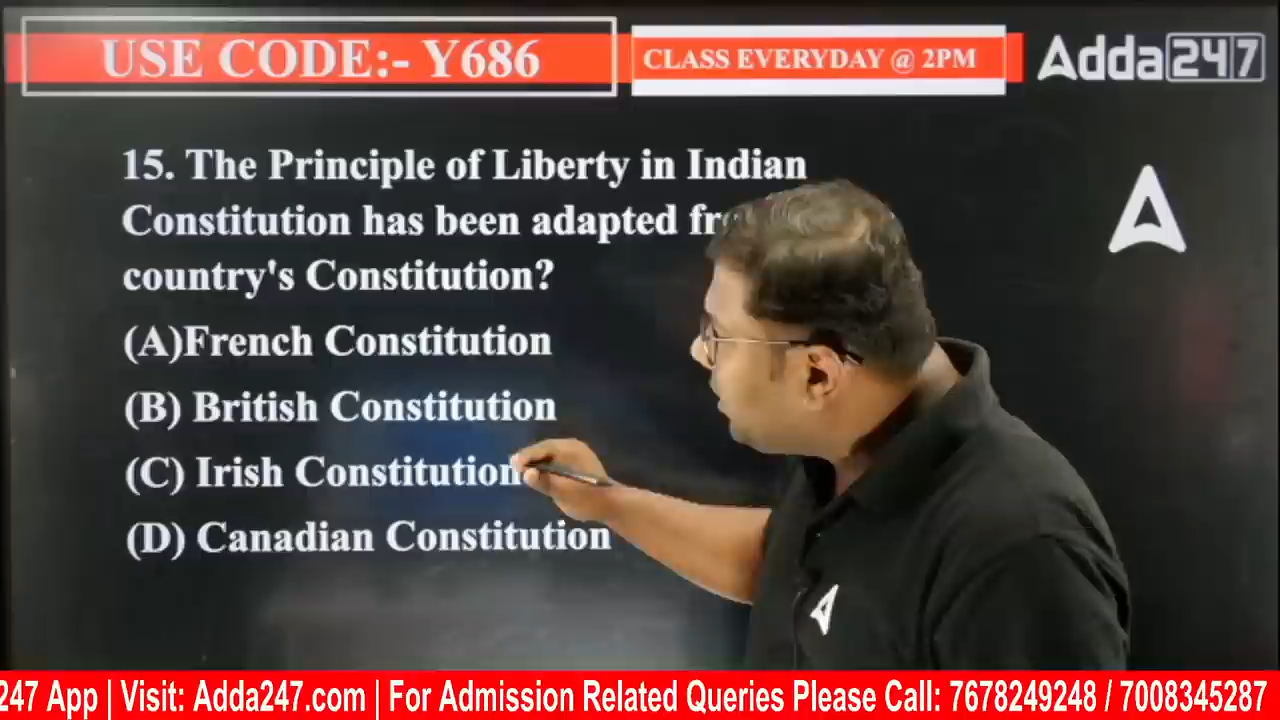 USE CODE:- Y686
CLASS EVERYDAY @ 2PM
Adda247
15. The Principle of Liberty in Indian
Constitution has been adapted
country's Constitution?
(A)French Constitution
(B) British Constitution
(C) Irish Constitution
(D) Canadian Constitution
247 App | Visit: Adda247.com | For Admission Related Queries Please Call: 7678249248 / 7008345287